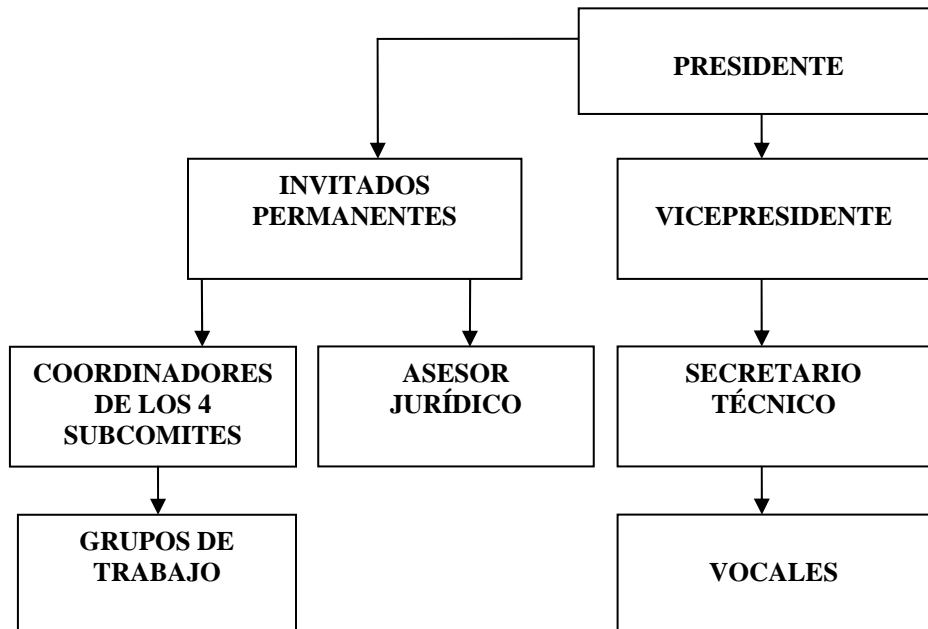 PRESIDENTE
INVITADOS
PERMANENTES
VICEPRESIDENTE
COORDINADORES
DE LOS 4
SUBCOMITES
ASESOR
JURÍDICO
SECRETARIO
TÉCNICO
GRUPOS DE
TRABAJO
VOCALES